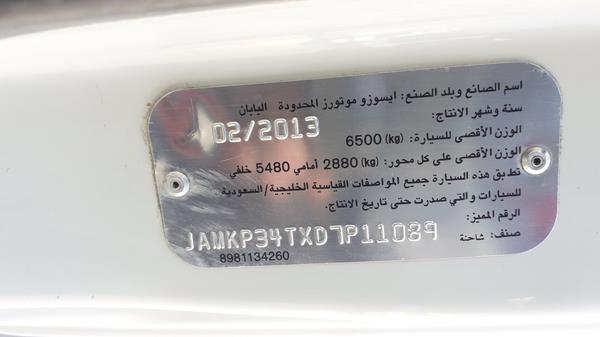 اسم الصانع وبلد الصنع: ايسوزو موتورز المحدودة اليابان
سنة وشهر الانتاج: 02/2013
الوزن الأقصى للسيارة: (kg) 6500
الوزن الأقصى على كل محور: (kg) 2880 أمامي 5480 خلفي
تطبق هذه السيارة جميع المواصفات القياسية الخليجية/السعودية
للسيارات والتي صدرت حتى تاريخ الانتاج.
الرقم المميز: JAMKP34TXD7P11089
صنف: شاحنة
8981134260